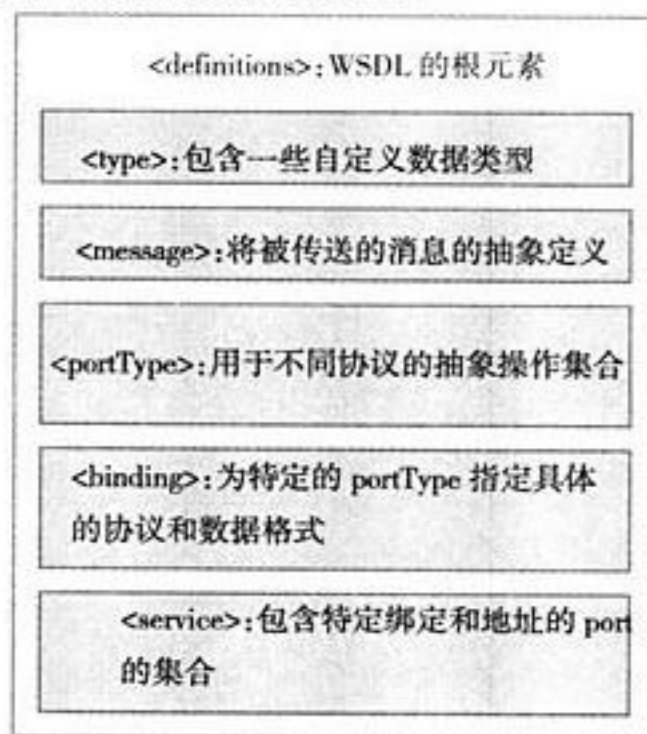 <definitions>:WSDL 的根元素
<type>:包含一些自定义数据类型
<message>:将被传送的消息的抽象定义
<portType>:用于不同协议的抽象操作集合
<binding>:为特定的 portType 指定具体
的协议和数据格式
<service>:包含特定绑定和地址的 port
的集合